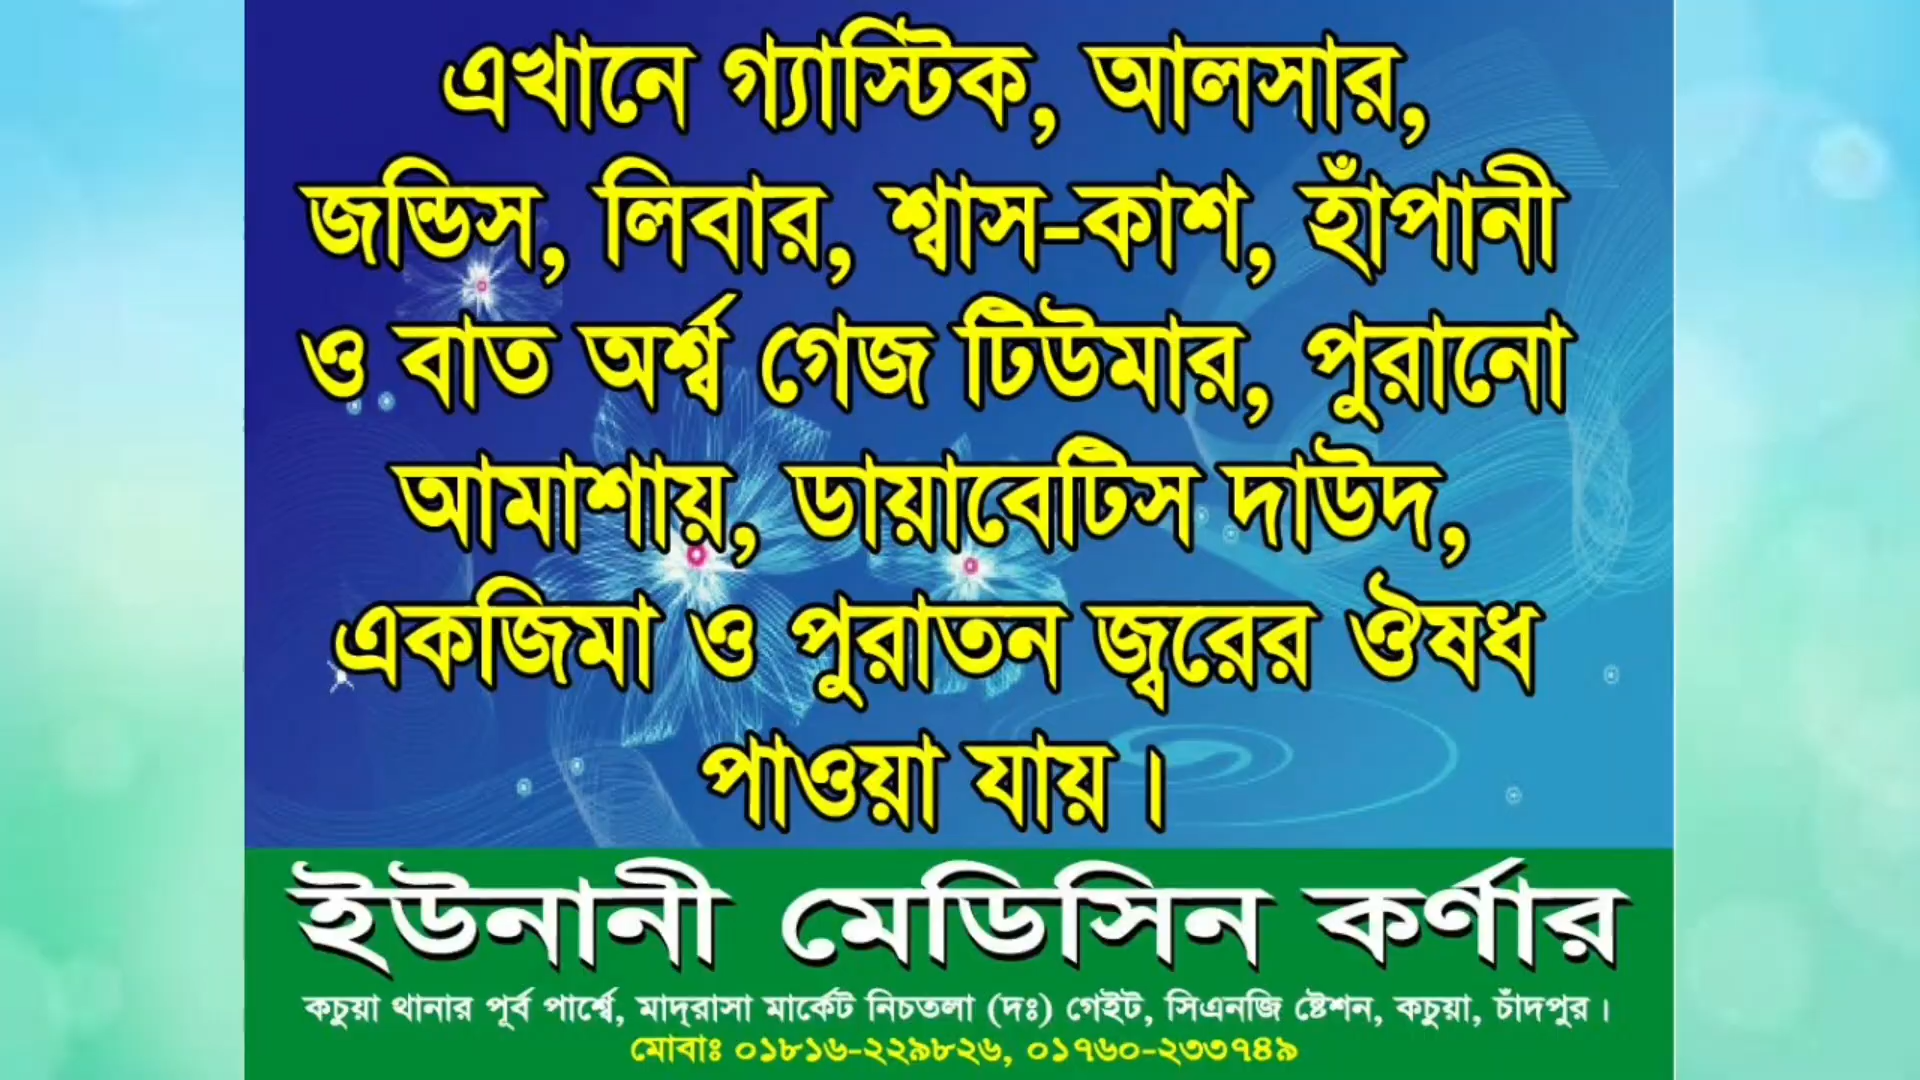 এখানে গ্যাস্টিক, আলসার,
জন্ডিস, লিবার, শ্বাস-কাশ, হাঁপানী
ও বাত অর্শ্ব গেজ টিউমার, পুরানো
আমাশায়, ডায়াবেটিস দাউদ,
একজিমা ও পুরাতন জ্বরের ঔষধ
পাওয়া যায়।
ইউনানী মেডিসিন কর্ণার
কচুয়া থানার পূর্ব পার্শ্বে, মাদ্রাসা মার্কেট নিচতলা (দঃ) গেইট, সিএনজি ষ্টেশন, কচুয়া, চাঁদপুর।
মোবাঃ ০১৮১৬-২২৯৮২৬, ০১৭৬০-২৩৩৭৪৯